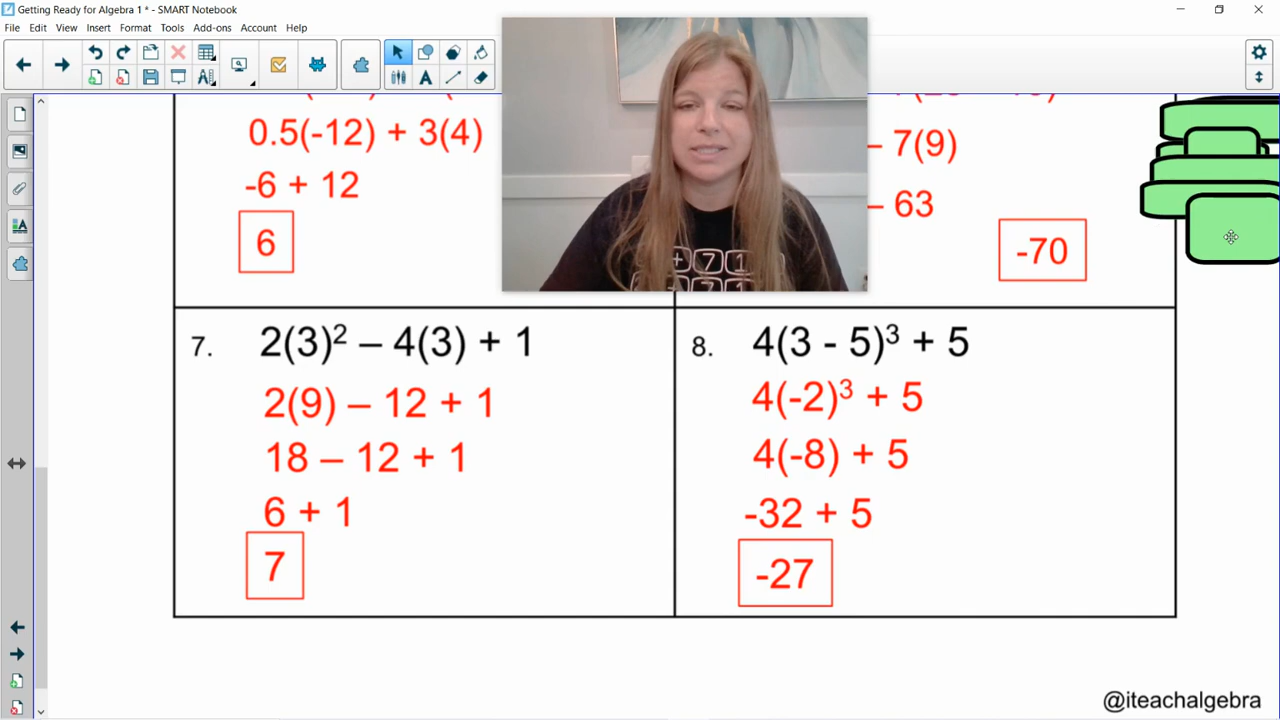 Getting Ready for Algebra 1 * - SMART Notebook
File Edit View Insert Format Tools Add-ons Account Help
0.5(-12) + 3(4)
-6 + 12
6
– 7(9)
– 63
-70
+ 7 1
7. 2(3)² – 4(3) + 1
2(9) – 12 + 1
18 – 12 + 1
6 + 1
7
8. 4(3 - 5)³ + 5
4(-2)³ + 5
4(-8) + 5
-32 + 5
-27
@iteachalgebra